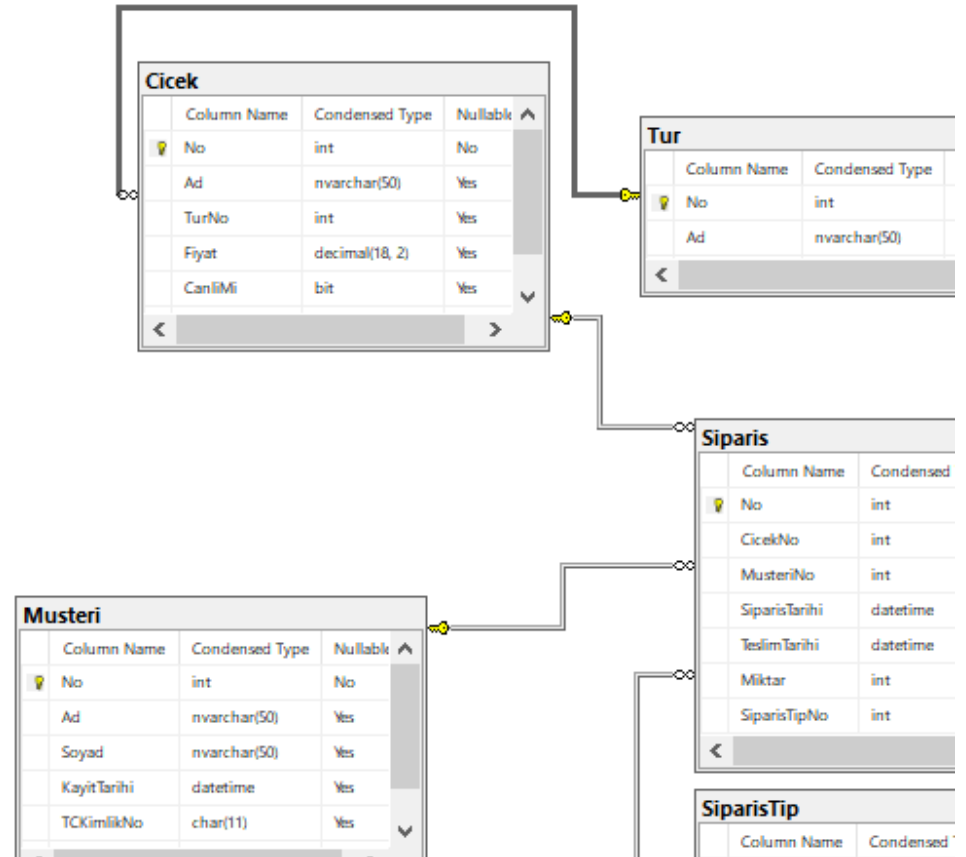 Cicek
Column Name Condensed Type Nullable
No int No
Ad nvarchar(50) Yes
TurNo int Yes
Fiyat decimal(18, 2) Yes
CanliMi bit Yes
Tur
Column Name Condensed Type
No int
Ad nvarchar(50)
Siparis
Column Name Condensed
No int
CicekNo int
MusteriNo int
SiparisTarihi datetime
TeslimTarihi datetime
Miktar int
SiparisTipNo int
Musteri
Column Name Condensed Type Nullable
No int No
Ad nvarchar(50) Yes
Soyad nvarchar(50) Yes
KayitTarihi datetime Yes
TCKimlikNo char(11) Yes
SiparisTip
Column Name Condensed